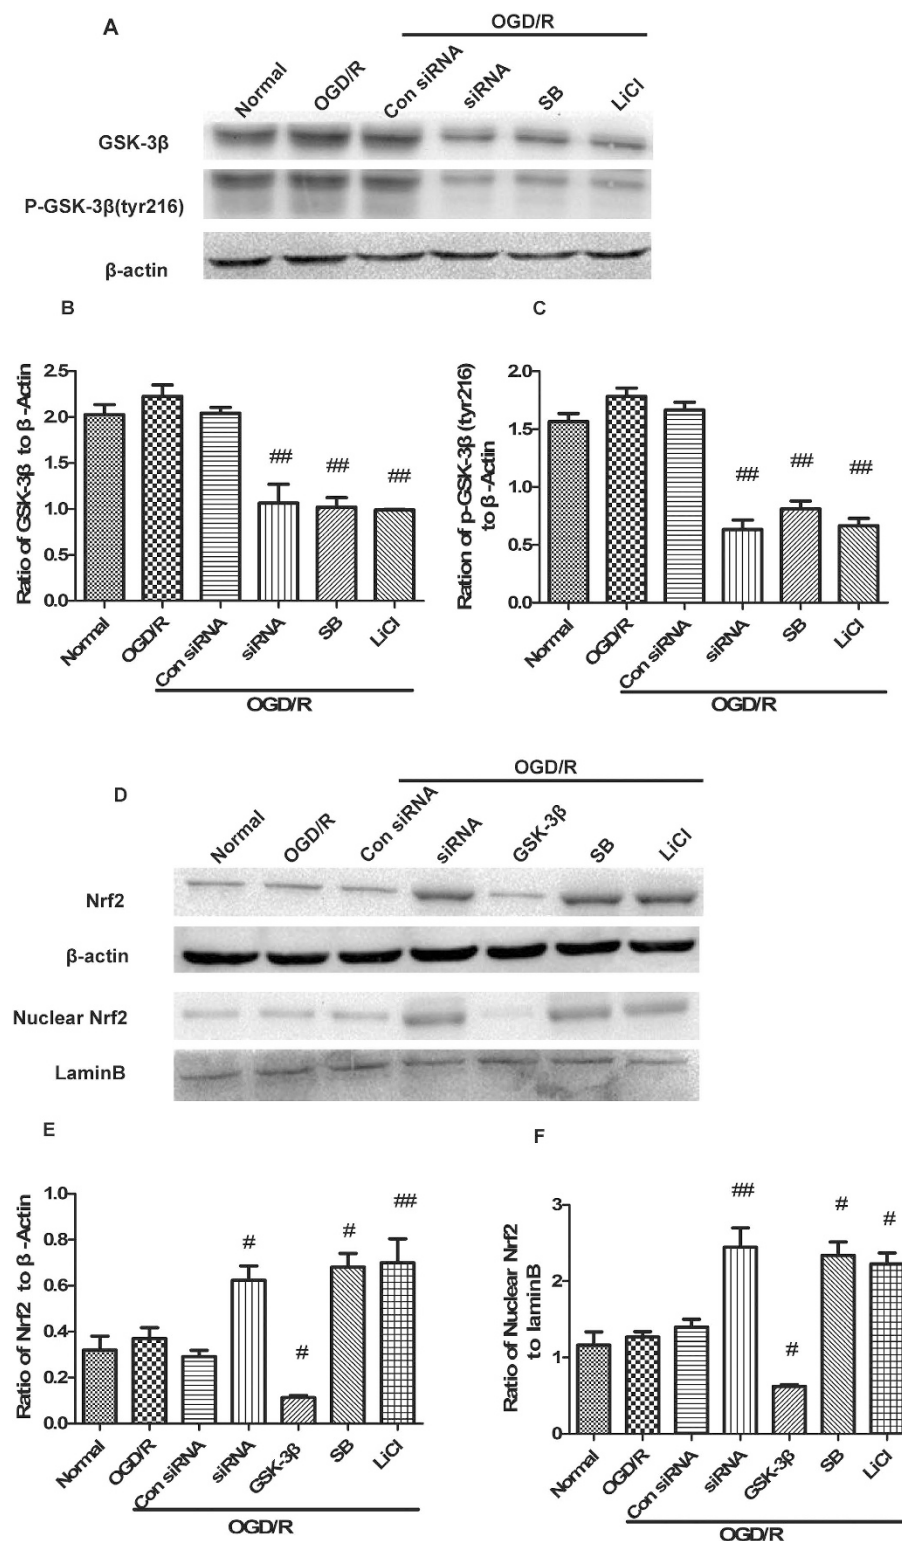 A
OGD/R
Normal
OGD/R
Con siRNA
siRNA
SB
LiCl
GSK-3β
P-GSK-3β(tyr216)
β-actin
B
Ratio of GSK-3β to β-Actin
2.5
2.0
1.5
1.0
0.5
0.0
##
##
##
Normal
OGD/R
Con siRNA
siRNA
SB
LiCl
OGD/R
C
Ration of p-GSK-3β (tyr216)
to β-Actin
2.0
1.5
1.0
0.5
0.0
##
##
##
Normal
OGD/R
Con siRNA
siRNA
SB
LiCl
OGD/R
D
OGD/R
Normal
OGD/R
Con siRNA
siRNA
GSK-3β
SB
LiCl
Nrf2
β-actin
Nuclear Nrf2
LaminB
E
Ratio of Nrf2 to β-Actin
1.0
0.8
0.6
0.4
0.2
0.0
#
#
#
##
Normal
OGD/R
Con siRNA
siRNA
GSK-3β
SB
LiCl
OGD/R
F
Ratio of Nuclear Nrf2
to laminB
3
2
1
0
##
#
#
#
Normal
OGD/R
Con siRNA
siRNA
GSK-3β
SB
LiCl
OGD/R